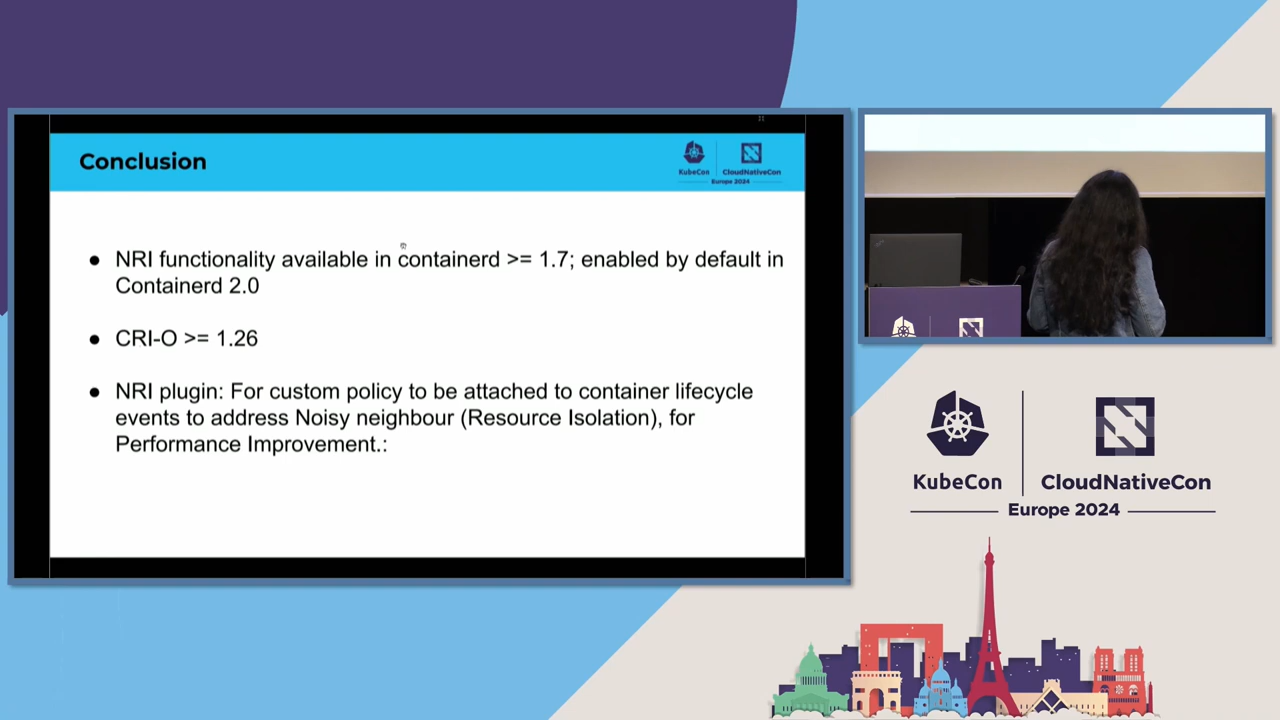 Conclusion
KubeCon
CloudNativeCon
Europe 2024
● NRI functionality available in containerd >= 1.7; enabled by default in
Containerd 2.0
● CRI-O >= 1.26
● NRI plugin: For custom policy to be attached to container lifecycle
events to address Noisy neighbour (Resource Isolation), for
Performance Improvement.:
KubeCon
CloudNativeCon
Europe 2024